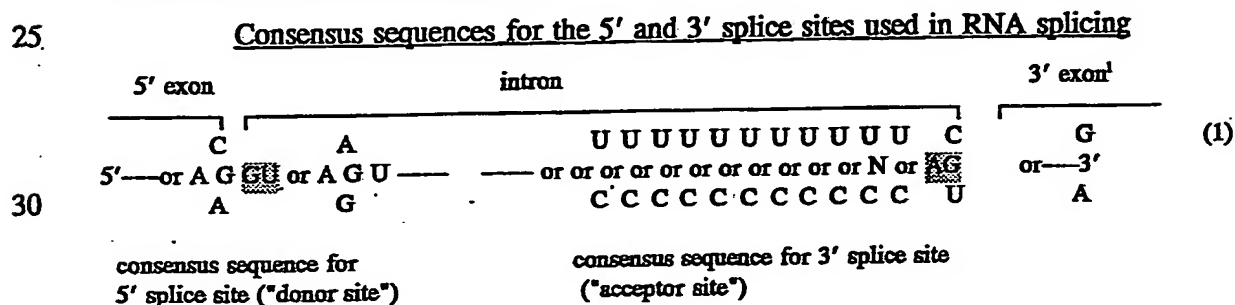 25. Consensus sequences for the 5' and 3' splice sites used in RNA splicing
5' exon intron 3' exon¹
C A U U U U U U U U U U U C G (1)
5'—or A G GU or A G U — — or or or or or or or or or or or N or AG or—3'
30 A G C C C C C C C C C C C U A
consensus sequence for consensus sequence for 3' splice site
5' splice site ("donor site") ("acceptor site")